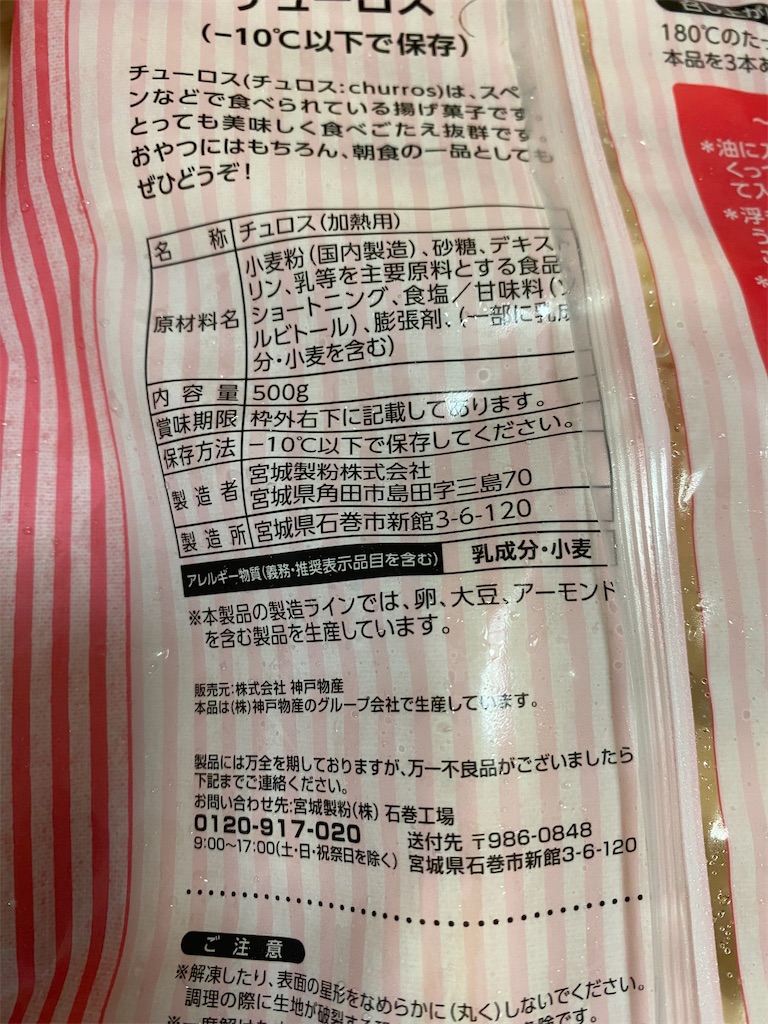 チューロス
(−10℃以下で保存)
チューロス(チュロス:churros)は、スペ
ンなどで食べられている揚げ菓子です。
とっても美味しく食べごたえ抜群です。
おやつにはもちろん、朝食の一品としても
ぜひどうぞ!
名称 チュロス(加熱用)
原材料名 小麦粉(国内製造)、砂糖、デキスト
リン、乳等を主要原料とする食品
ショートニング、食塩/甘味料(ソ
ルビトール)、膨張剤、(一部に乳成
分・小麦を含む)
内容量 500g
賞味期限 枠外右下に記載してあります。
保存方法 −10℃以下で保存してください。
製造者 宮城製粉株式会社
宮城県角田市島田字三島70
製造所 宮城県石巻市新館3-6-120
アレルギー物質(義務・推奨表示品目を含む) 乳成分・小麦
※本製品の製造ラインでは、卵、大豆、アーモンド
を含む製品を生産しています。
販売元:株式会社 神戸物産
本品は(株)神戸物産のグループ会社で生産しています。
製品には万全を期しておりますが、万一不良品がございましたら
下記までご連絡ください。
お問い合わせ先:宮城製粉(株) 石巻工場
0120-917-020 送付先 〒986-0848
9:00〜17:00(土・日・祝祭日を除く) 宮城県石巻市新館3-6-120
ご注意
※解凍したり、表面の星形をなめらかに(丸く)しないでください。
調理の際に生地が破裂する
180℃のたっ
本品を3本あ
*油に入
くっつ
て入
*浮き